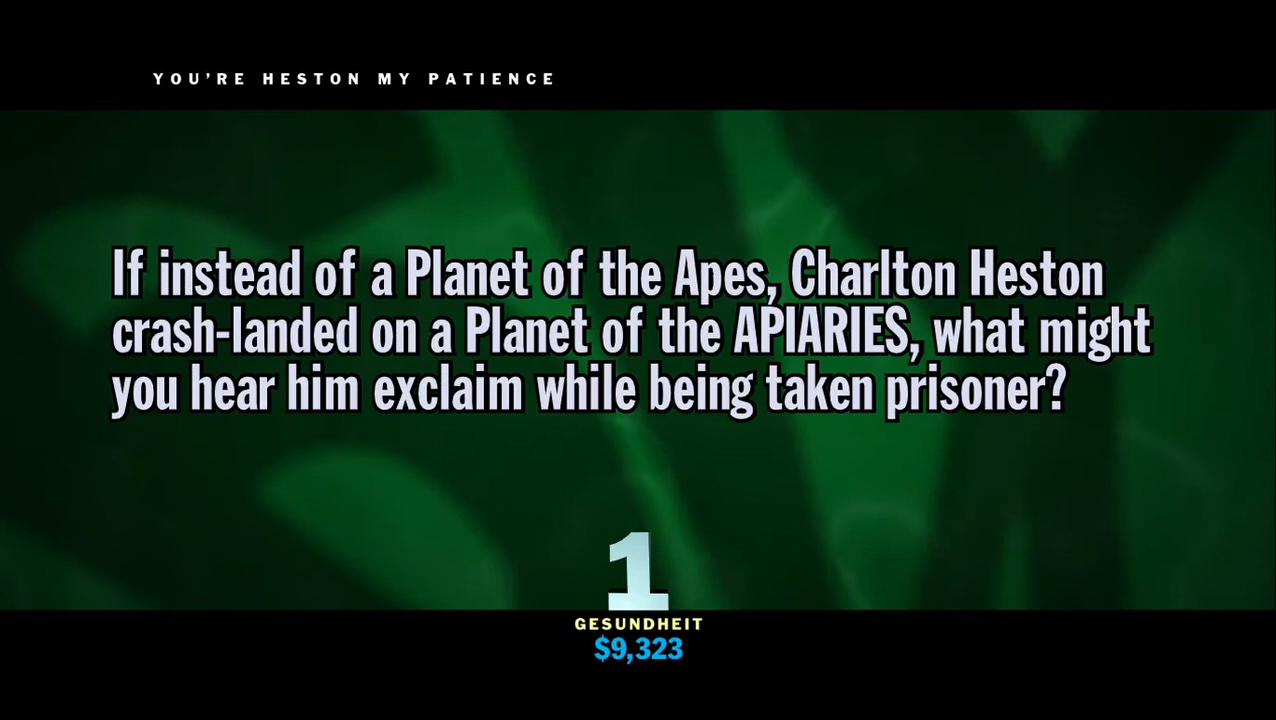 YOU'RE HESTON MY PATIENCE
If instead of a Planet of the Apes, Charlton Heston
crash-landed on a Planet of the APIARIES, what might
you hear him exclaim while being taken prisoner?
1
GESUNDHEIT
$9,323